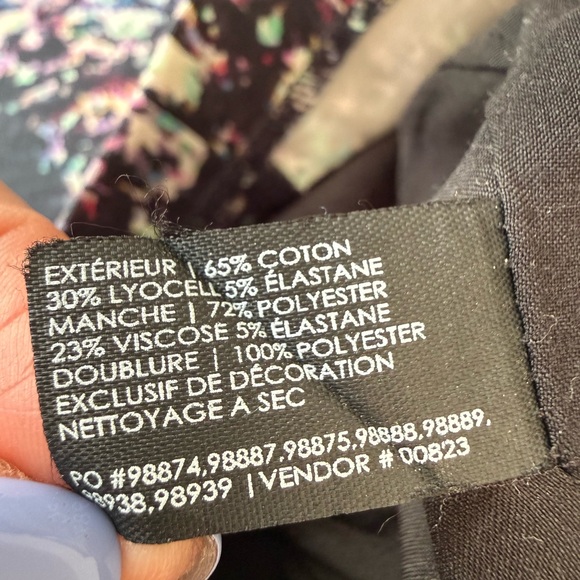 EXTÉRIEUR | 65% COTON
30% LYOCELL 5% ÉLASTANE
MANCHE | 72% POLYESTER
23% VISCOSE 5% ÉLASTANE
DOUBLURE | 100% POLYESTER
EXCLUSIF DE DÉCORATION
NETTOYAGE A SEC
PO #98874,98887,98875,98888,98889,
98938,98939 | VENDOR # 00823